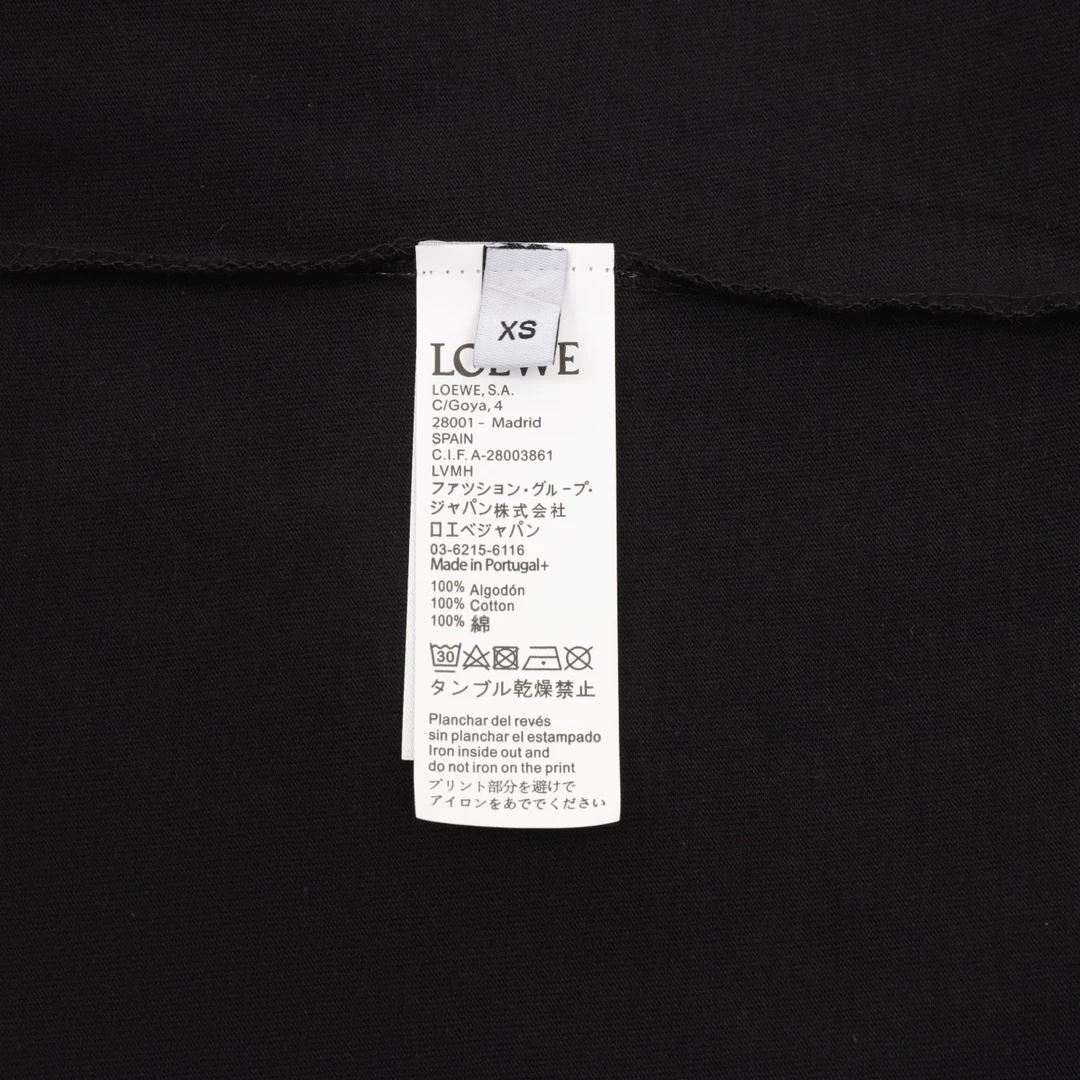 XS
LOEWE
LOEWE, S.A.
C/Goya, 4
28001 - Madrid
SPAIN
C.I.F. A-28003861
LVMH
ファツション・グループ・
ジャパン株式会社
ロエベジャパン
03-6215-6116
Made in Portugal+
100% Algodón
100% Cotton
100% 綿
30
タンブル乾燥禁止
Planchar del revés
sin planchar el estampado
Iron inside out and
do not iron on the print
プリント部分を避けで
アイロンをあででください